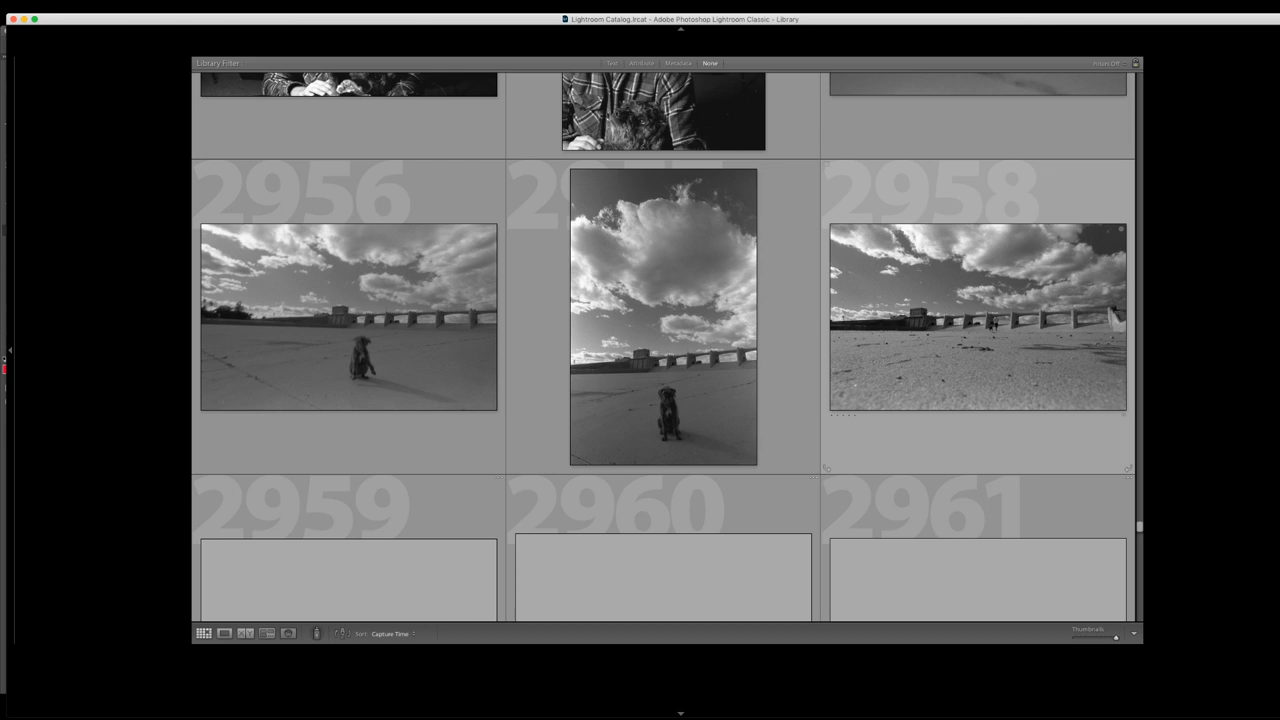 Lightroom Catalog.lrcat - Adobe Photoshop Lightroom Classic - Library
Library Filter: Text Attribute Metadata None Filters Off
2956 2958
2959 2960 2961
Sort: Capture Time Thumbnails